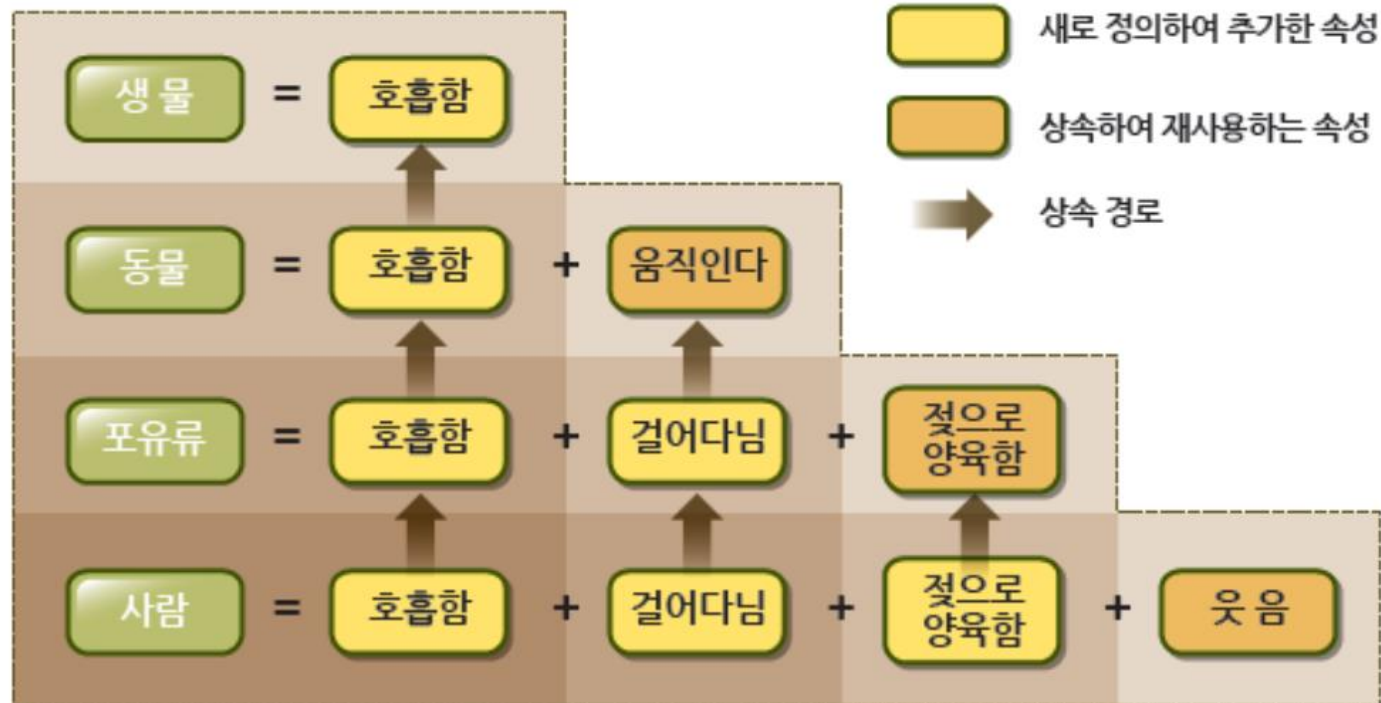 새로 정의하여 추가한 속성
상속하여 재사용하는 속성
상속 경로
생 물 = 호흡함
동물 = 호흡함 + 움직인다
포유류 = 호흡함 + 걸어다님 + 젖으로
양육함
사람 = 호흡함 + 걸어다님 + 젖으로
양육함 + 웃 음